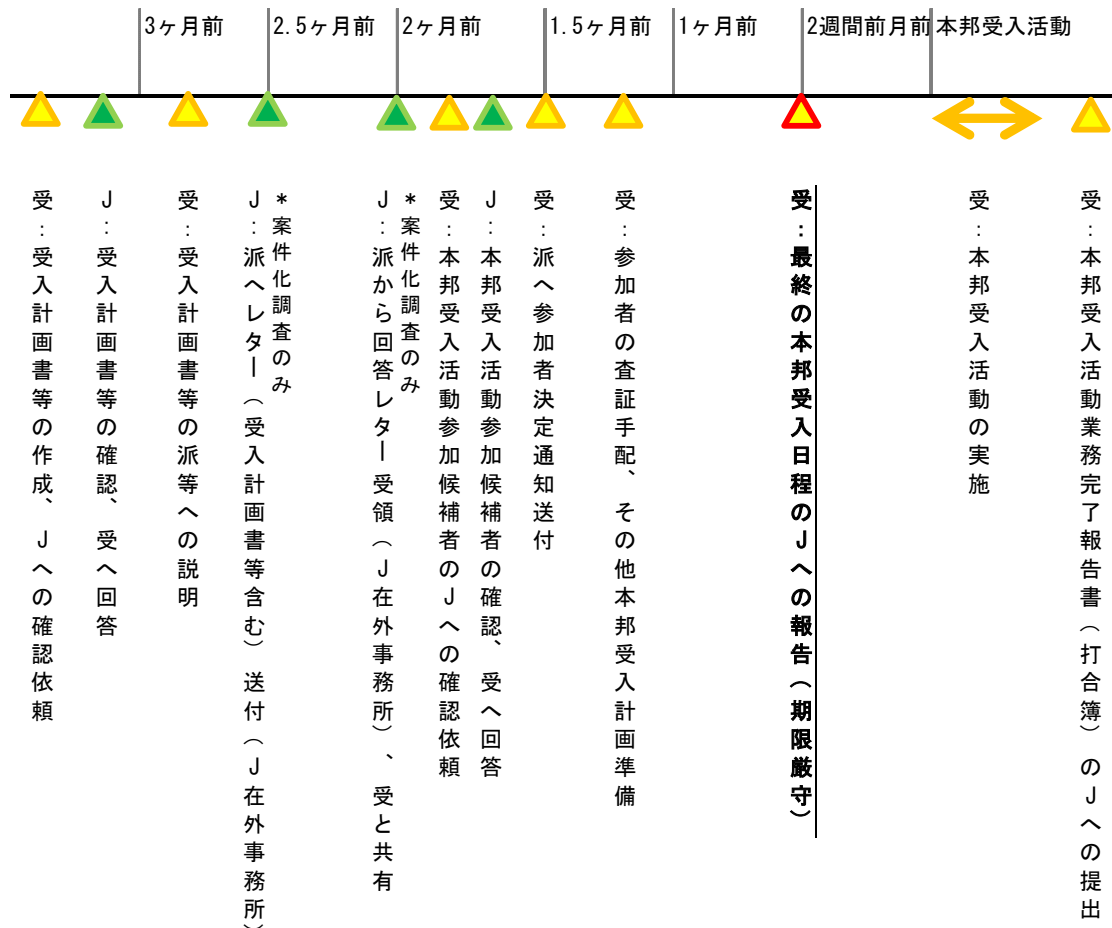 3ヶ月前
2.5ヶ月前
2ヶ月前
1.5ヶ月前
1ヶ月前
2週間前月前
本邦受入活動
受：受入計画書等の作成、Jへの確認依頼
J：受入計画書等の確認、受へ回答
受：受入計画書等の派等への説明
J：派へレター（受入計画書等含む）送付（J在外事務所）
*案件化調査のみ
J：派から回答レター受領（J在外事務所）、受と共有
*案件化調査のみ
受：本邦受入活動参加候補者のJへの確認依頼
J：本邦受入活動参加候補者の確認、受へ回答
受：派へ参加者決定通知送付
受：参加者の査証手配、その他本邦受入計画準備
受：最終の本邦受入日程のJへの報告（期限厳守）
受：本邦受入活動の実施
受：本邦受入活動業務完了報告書（打合簿）のJへの提出